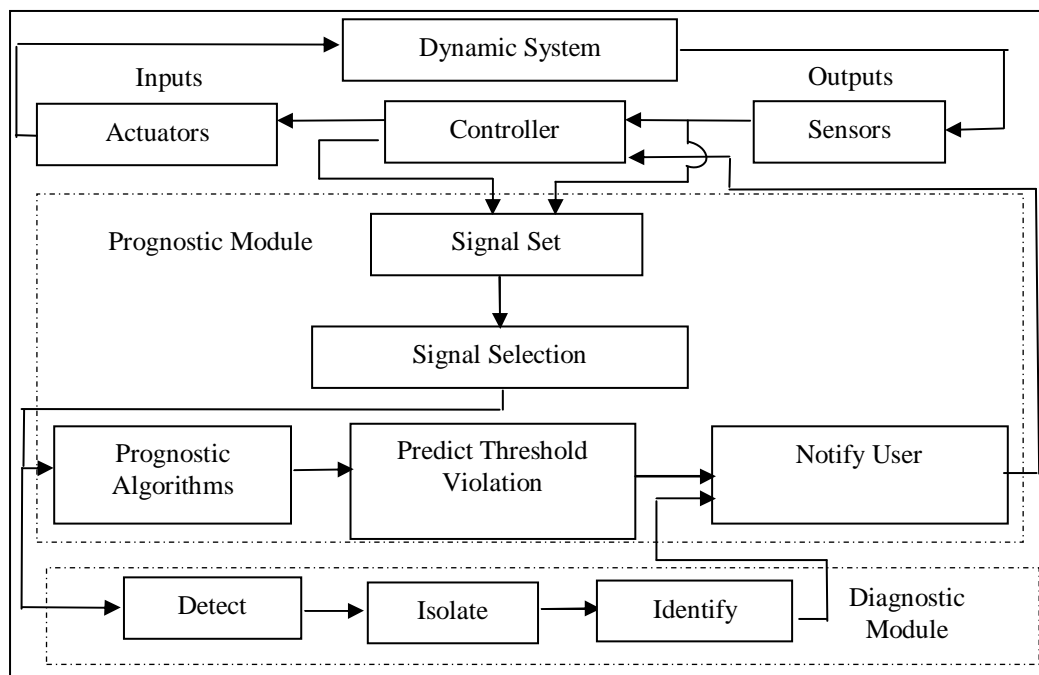 Dynamic System
Inputs
Outputs
Actuators
Controller
Sensors
Prognostic Module
Signal Set
Signal Selection
Prognostic
Algorithms
Predict Threshold
Violation
Notify User
Detect
Isolate
Identify
Diagnostic
Module